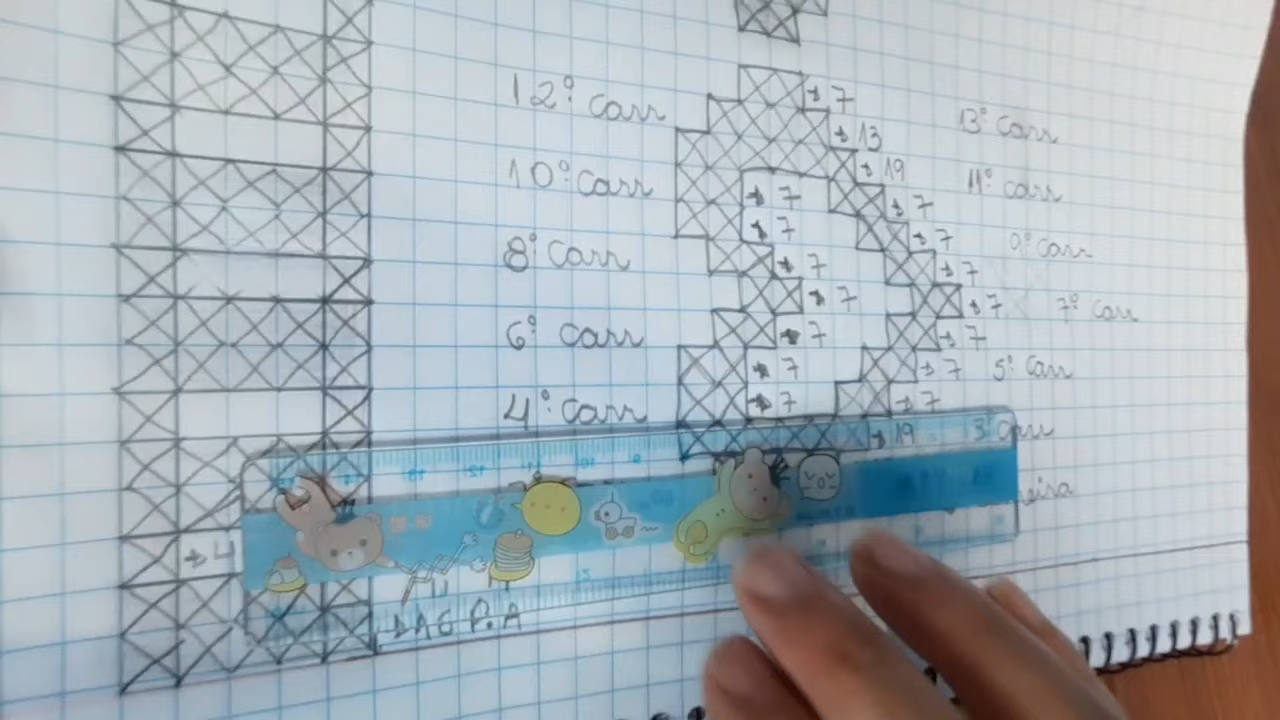 → 7
12º carr
→ 13
13º carr
→ 19
10º carr
→ 7
→ 7
11º carr
→ 7
→ 7
9º carr
8º carr
→ 7
→ 7
→ 7
→ 7
7º carr
6º carr
→ 7
→ 7
→ 7
→ 7
5º carr
4º carr
→ 7
→ 7
→ 19
3º carr
→ 4